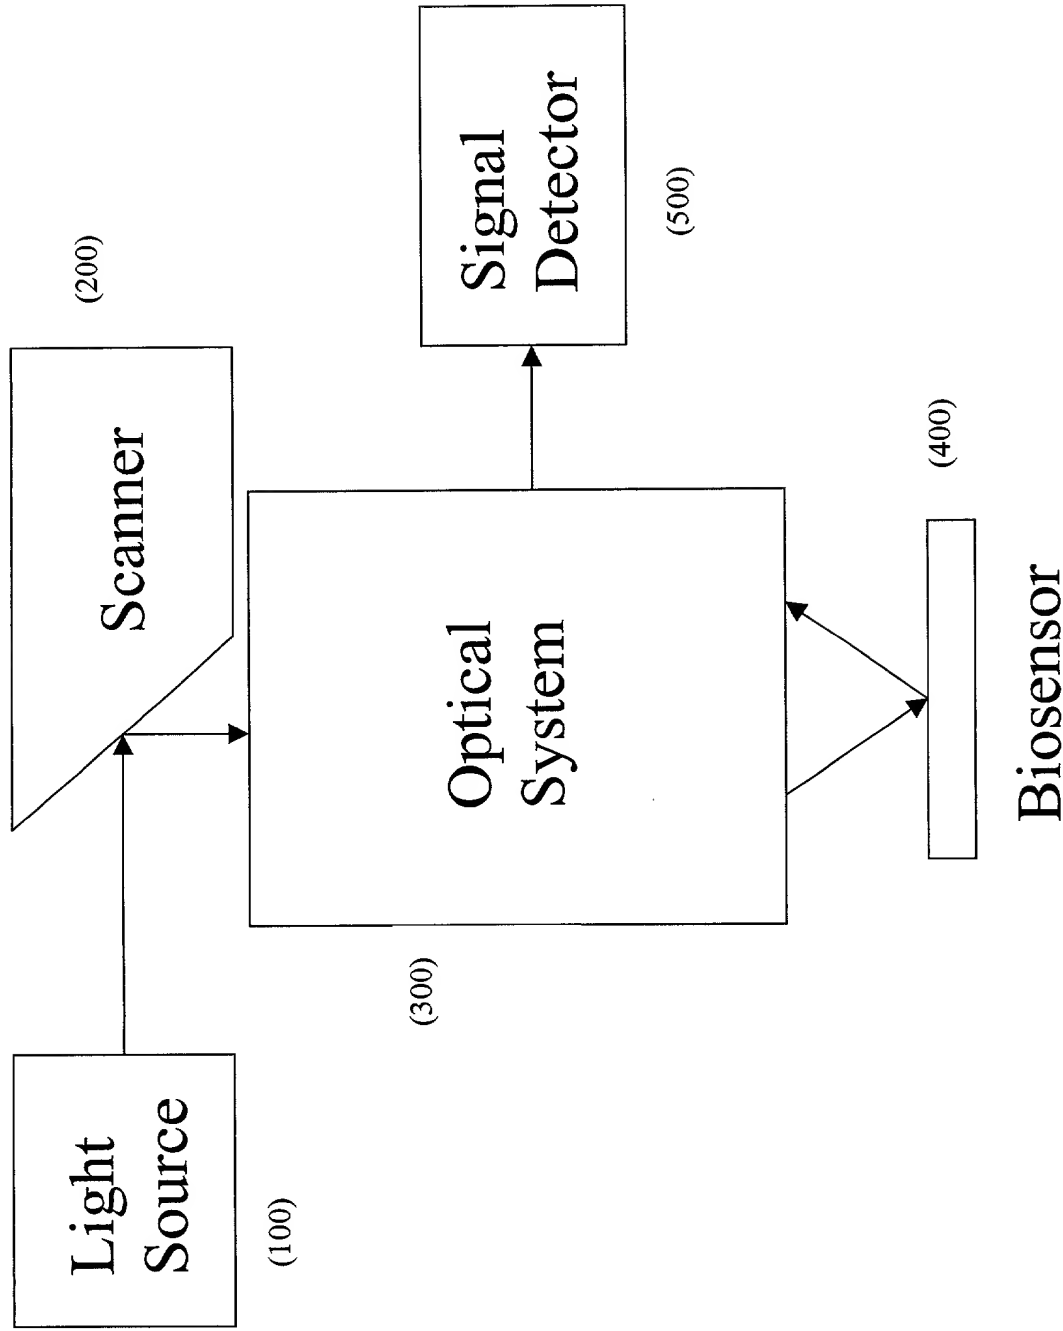 Light
Source
(100)
Scanner
(200)
Optical
System
(300)
Signal
Detector
(500)
(400)
Biosensor